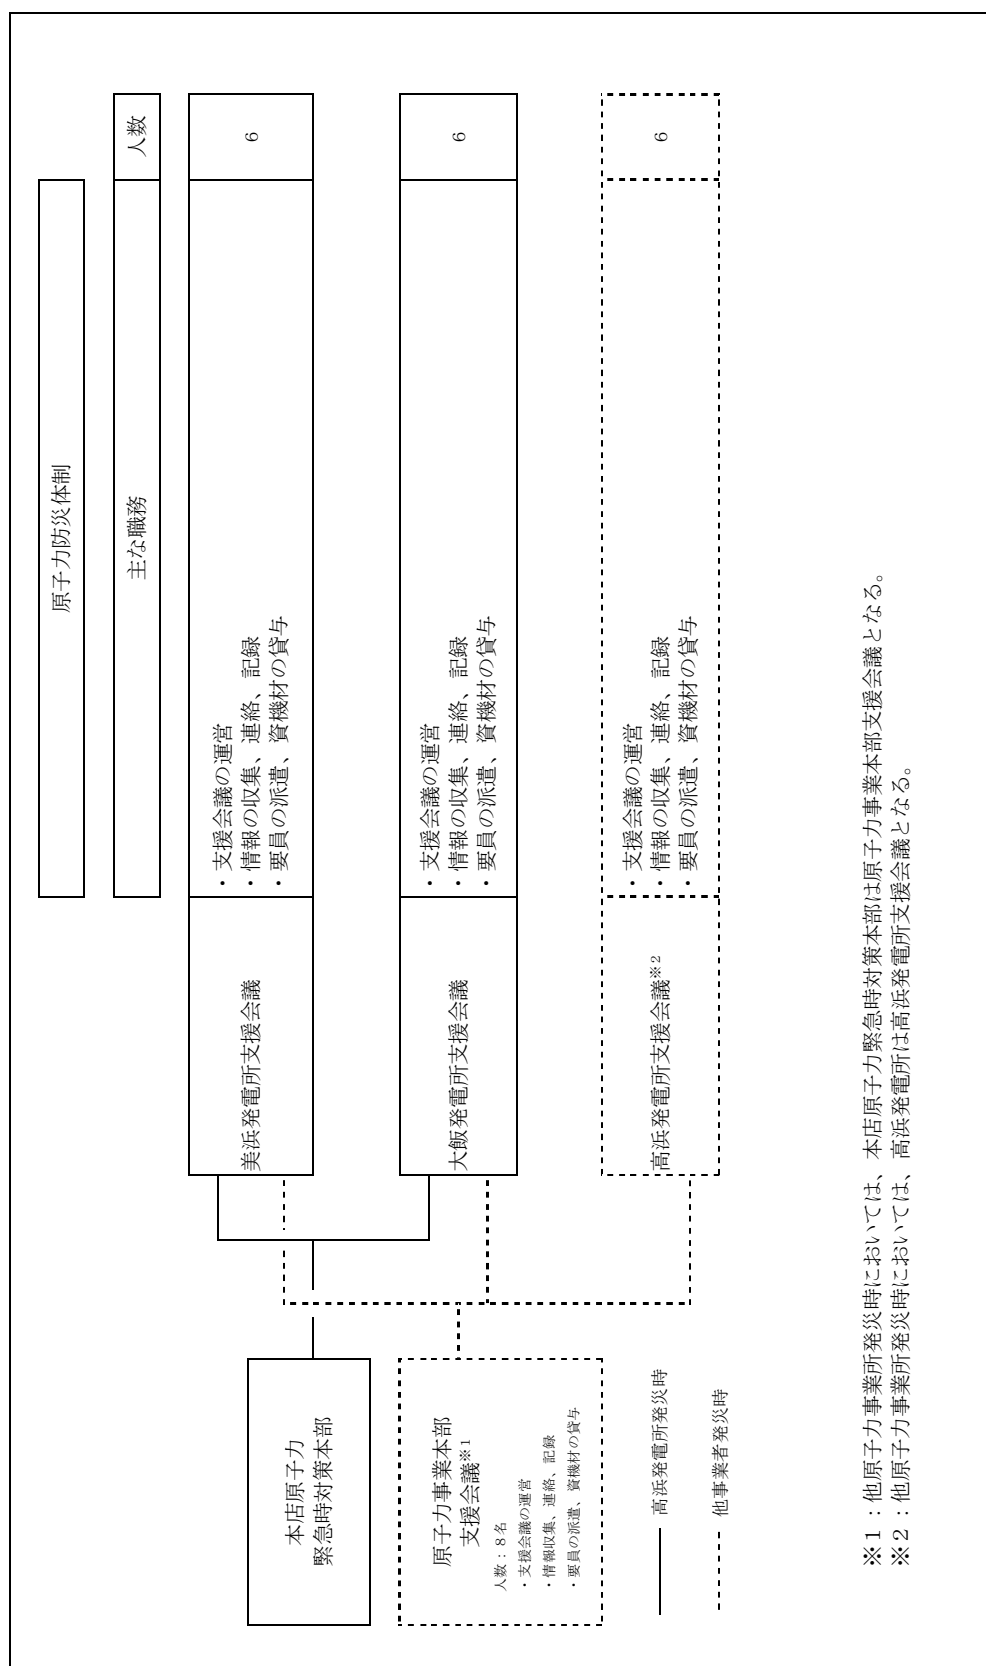 原子力防災体制
主な職務
人数
美浜発電所支援会議
・支援会議の運営
・情報の収集、連絡、記録
・要員の派遣、資機材の貸与
6
大飯発電所支援会議
・支援会議の運営
・情報の収集、連絡、記録
・要員の派遣、資機材の貸与
6
高浜発電所支援会議※2
・支援会議の運営
・情報の収集、連絡、記録
・要員の派遣、資機材の貸与
6
本店原子力
緊急時対策本部
原子力事業本部
支援会議※1
人数：８名
・支援会議の運営
・情報収集、連絡、記録
・要員の派遣、資機材の貸与
高浜発電所発災時
他事業者発災時
※１：他原子力事業所発災時においては、本店原子力緊急時対策本部は原子力事業本部支援会議となる。
※２：他原子力事業所発災時においては、高浜発電所は高浜発電所支援会議となる。